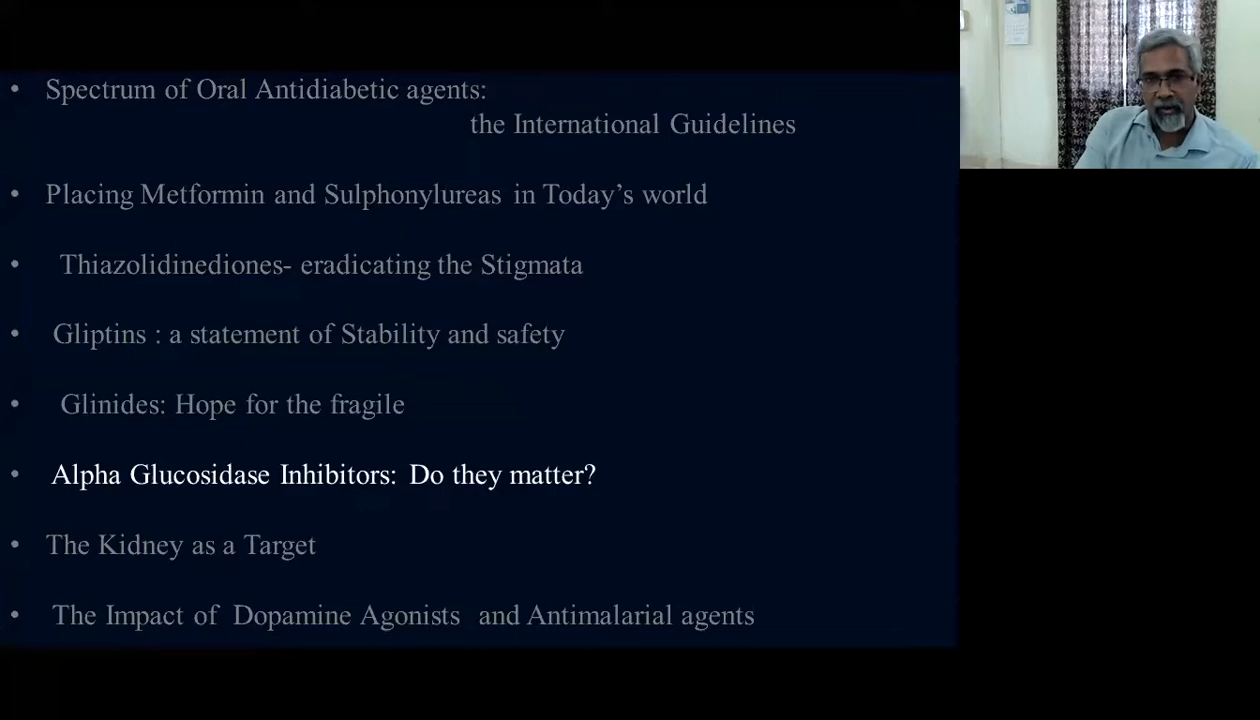 • Spectrum of Oral Antidiabetic agents:
the International Guidelines
• Placing Metformin and Sulphonylureas in Today's world
• Thiazolidinediones- eradicating the Stigmata
• Gliptins : a statement of Stability and safety
• Glinides: Hope for the fragile
• Alpha Glucosidase Inhibitors: Do they matter?
• The Kidney as a Target
• The Impact of Dopamine Agonists and Antimalarial agents